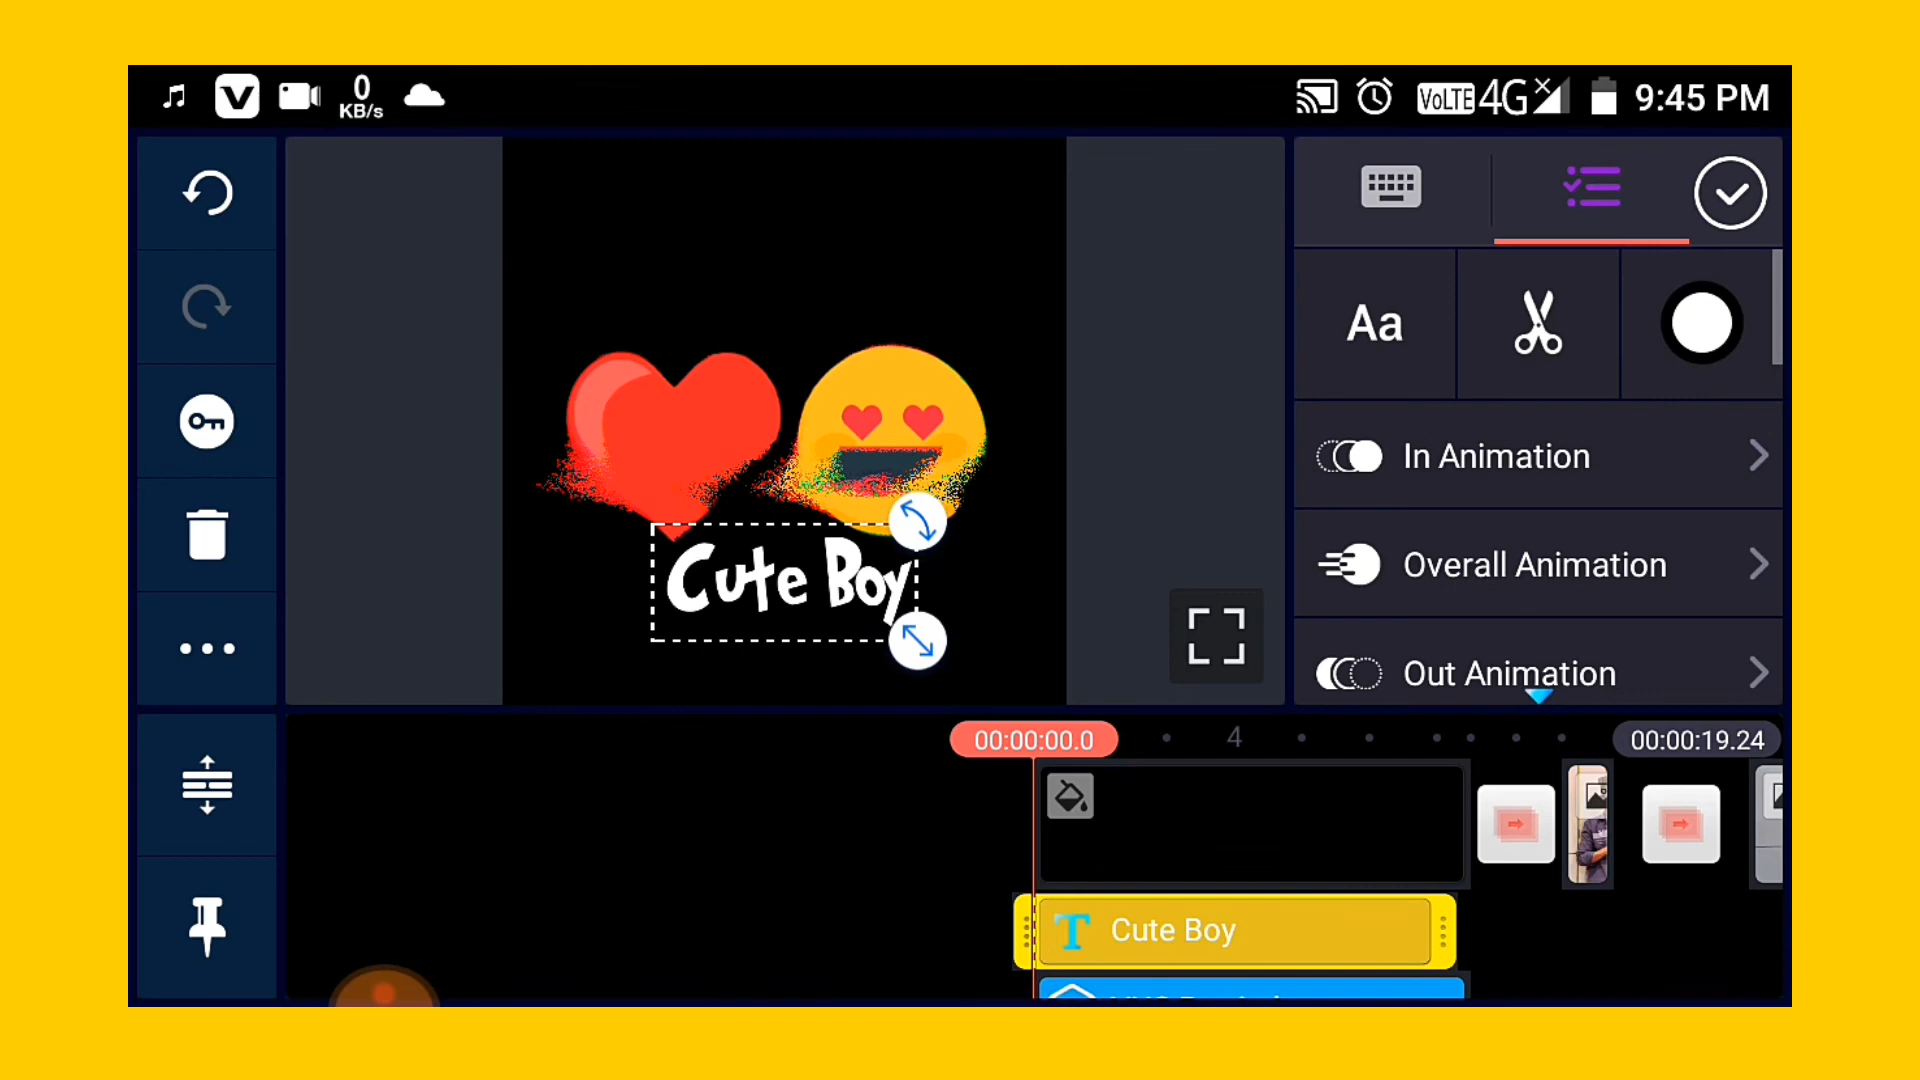 0
KB/s
VoLTE 4G 9:45 PM
Aa
In Animation
Overall Animation
Out Animation
Cute Boy
00:00:00.0
4
00:00:19.24
T Cute Boy